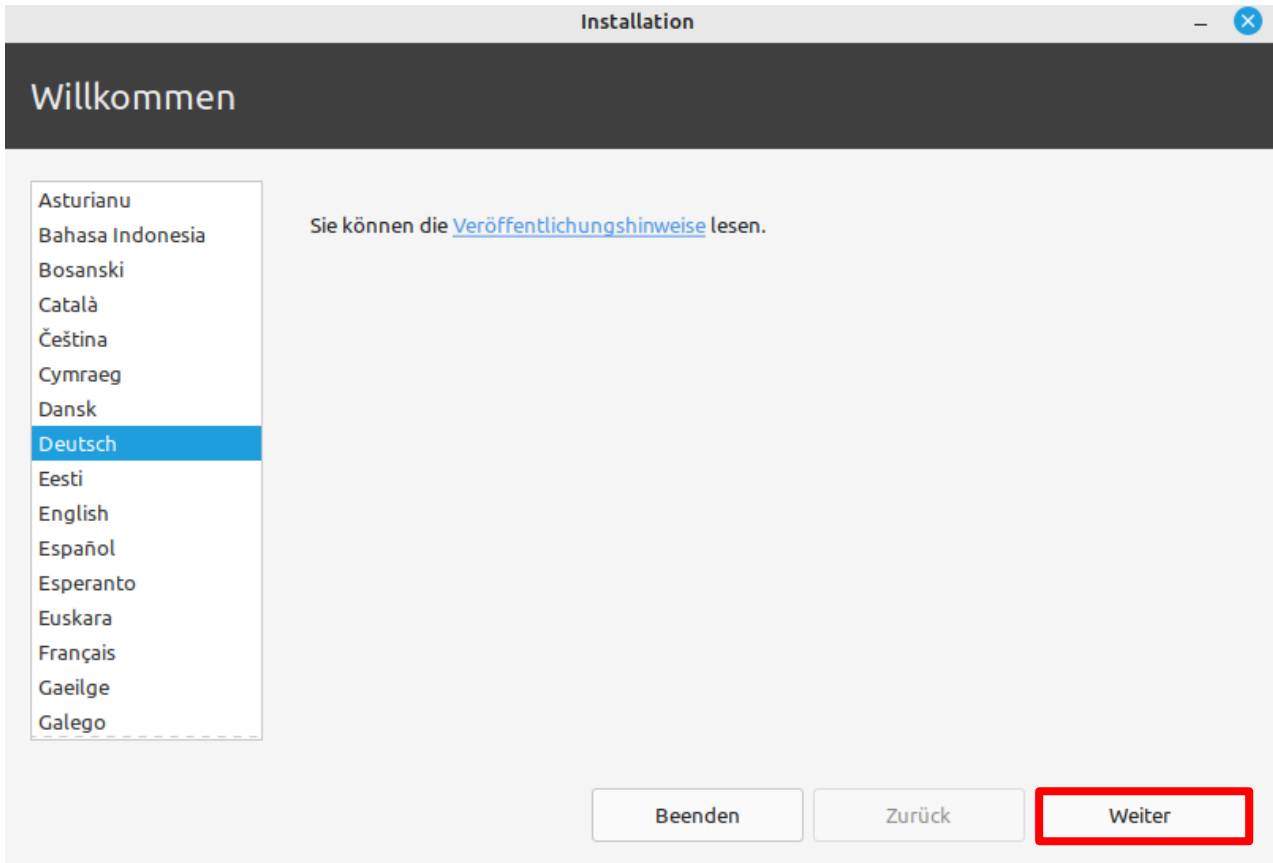 Installation
Willkommen
Asturianu
Bahasa Indonesia
Bosanski
Català
Čeština
Cymraeg
Dansk
Deutsch
Eesti
English
Español
Esperanto
Euskara
Français
Gaeilge
Galego
Sie können die Veröffentlichungshinweise lesen.
Beenden
Zurück
Weiter